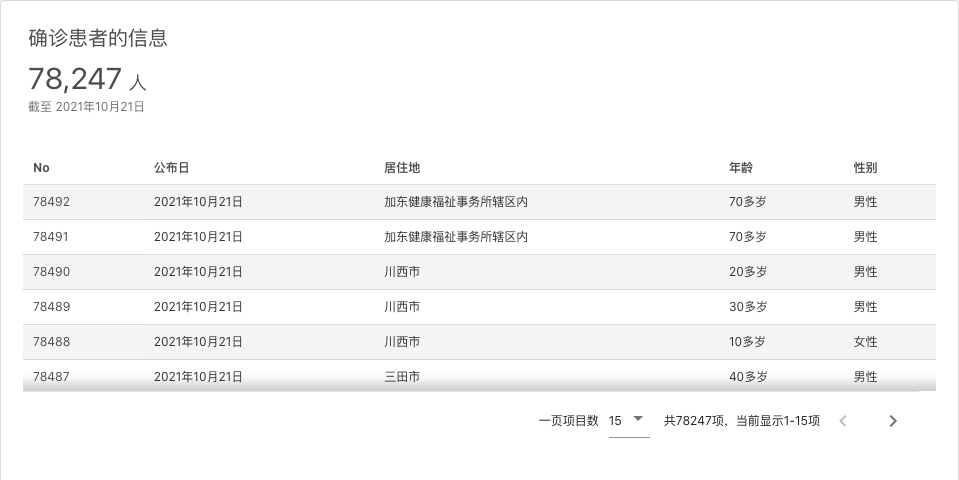 确诊患者的信息
78,247 人
截至 2021年10月21日
No 公布日 居住地 年龄 性别
78492 2021年10月21日 加东健康福祉事务所辖区内 70多岁 男性
78491 2021年10月21日 加东健康福祉事务所辖区内 70多岁 男性
78490 2021年10月21日 川西市 20多岁 男性
78489 2021年10月21日 川西市 30多岁 男性
78488 2021年10月21日 川西市 10多岁 女性
78487 2021年10月21日 三田市 40多岁 男性
一页项目数 15 共78247项，当前显示1-15项